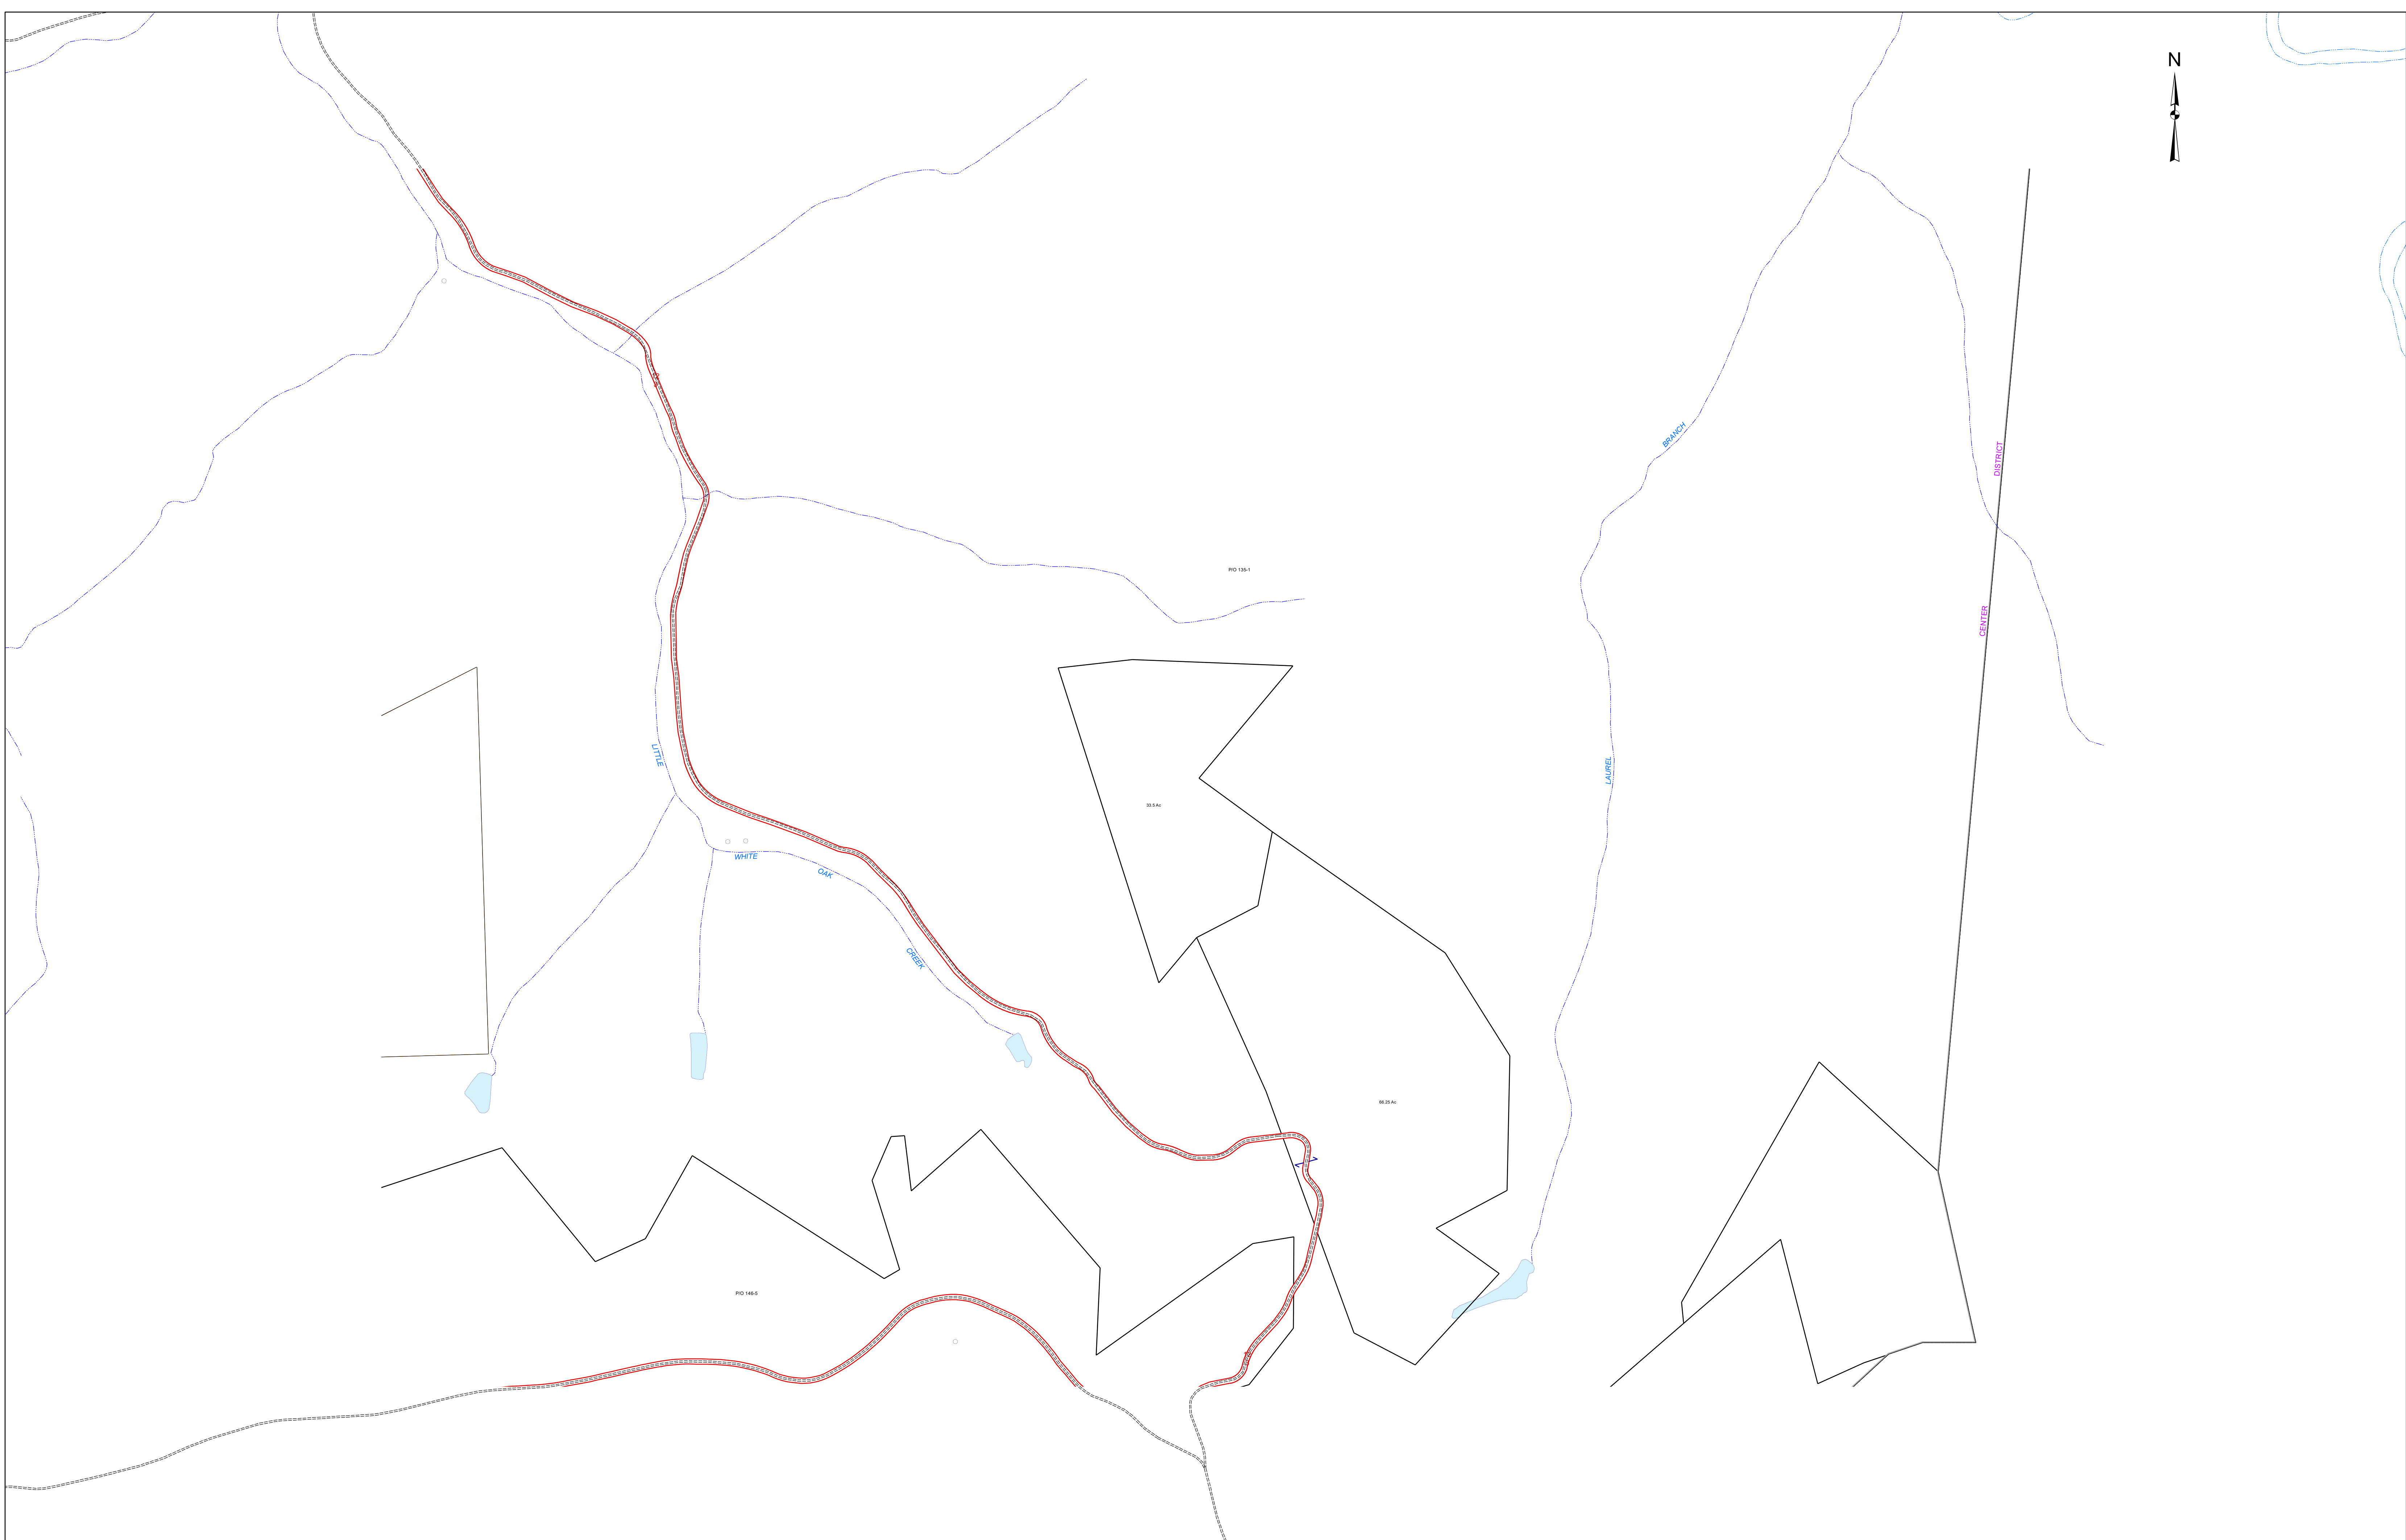 N
BRANCH
DISTRICT
P/O 135-1
CENTER
LITTLE
LAUREL
33.5 Ac.
WHITE
OAK
CREEK
66.25 Ac.
P/O 146-5